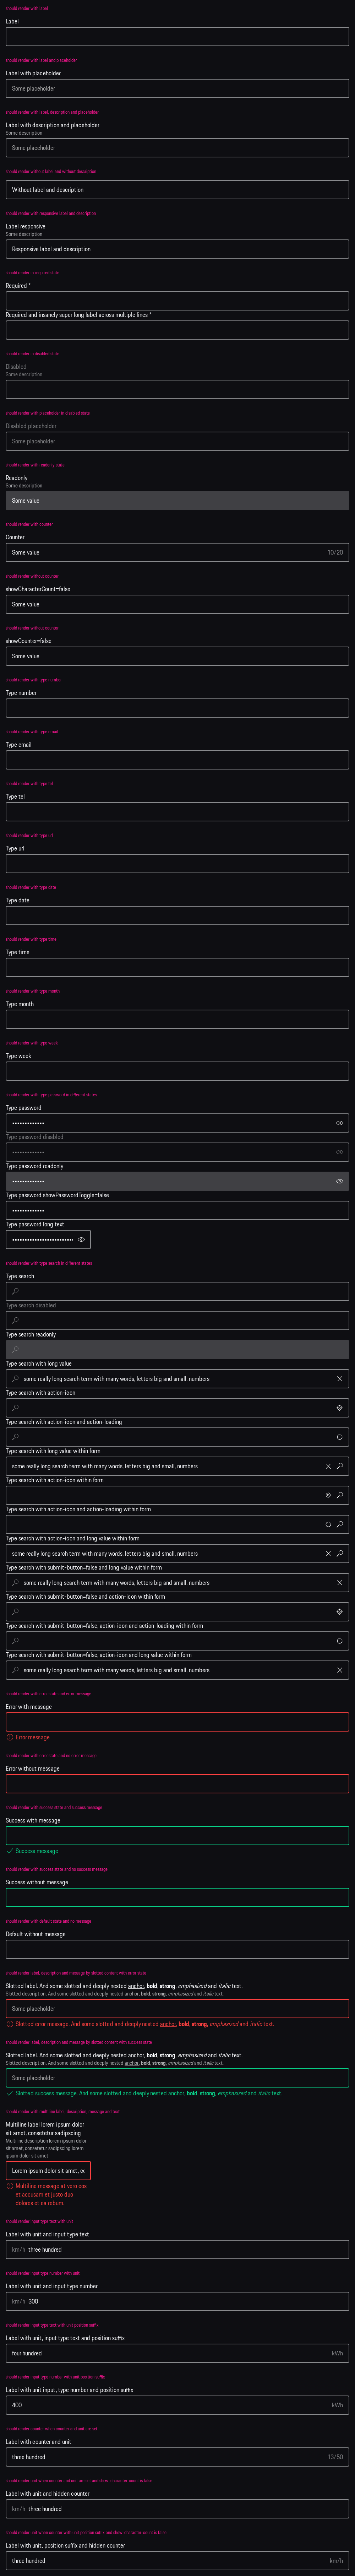 should render with label
Label
should render with label and placeholder
Label with placeholder
Some placeholder
should render with label, description and placeholder
Label with description and placeholder
Some description
Some placeholder
should render without label and without description
Without label and description
should render with responsive label and description
Label responsive
Some description
Responsive label and description
should render in required state
Required *
Required and insanely super long label across multiple lines *
should render in disabled state
Disabled
Some description
should render with placeholder in disabled state
Disabled placeholder
Some placeholder
should render with readonly state
Readonly
Some description
Some value
should render with counter
Counter
Some value 10/20
should render without counter
showCharacterCount=false
Some value
should render without counter
showCounter=false
Some value
should render with type number
Type number
should render with type email
Type email
should render with type tel
Type tel
should render with type url
Type url
should render with type date
Type date
should render with type time
Type time
should render with type month
Type month
should render with type week
Type week
should render with type password in different states
Type password
Type password disabled
Type password readonly
Type password showPasswordToggle=false
Type password long text
should render with type search in different states
Type search
Type search disabled
Type search readonly
Type search with long value
some really long search term with many words, letters big and small, numbers
Type search with action-icon
Type search with action-icon and action-loading
Type search with long value within form
some really long search term with many words, letters big and small, numbers
Type search with action-icon within form
Type search with action-icon and action-loading within form
Type search with action-icon and long value within form
some really long search term with many words, letters big and small, numbers
Type search with submit-button=false and long value within form
some really long search term with many words, letters big and small, numbers
Type search with submit-button=false and action-icon within form
Type search with submit-button=false, action-icon and action-loading within form
Type search with submit-button=false, action-icon and long value within form
some really long search term with many words, letters big and small, numbers
should render with error state and error message
Error with message
Error message
should render with error state and no error message
Error without message
should render with success state and success message
Success with message
Success message
should render with success state and no success message
Success without message
should render with default state and no message
Default without message
should render label, description and message by slotted content with error state
Slotted label. And some slotted and deeply nested anchor, bold, strong, emphasized and italic text.
Slotted description. And some slotted and deeply nested anchor, bold, strong, emphasized and italic text.
Some placeholder
Slotted error message. And some slotted and deeply nested anchor, bold, strong, emphasized and italic text.
should render label, description and message by slotted content with success state
Slotted label. And some slotted and deeply nested anchor, bold, strong, emphasized and italic text.
Slotted description. And some slotted and deeply nested anchor, bold, strong, emphasized and italic text.
Some placeholder
Slotted success message. And some slotted and deeply nested anchor, bold, strong, emphasized and italic text.
should render with multiline label, description, message and text
Multiline label lorem ipsum dolor
sit amet, consetetur sadipscing
Multiline description lorem ipsum dolor
sit amet, consetetur sadipscing lorem
ipsum dolor sit amet
Lorem ipsum dolor sit amet, co
Multiline message at vero eos
et accusam et justo duo
dolores et ea rebum.
should render input type text with unit
Label with unit and input type text
km/h three hundred
should render input type number with unit
Label with unit and input type number
km/h 300
should render input type text with unit position suffix
Label with unit, input type text and position suffix
four hundred kWh
should render input type number with unit position suffix
Label with unit input, type number and position suffix
400 kWh
should render counter when counter and unit are set
Label with counter and unit
three hundred 13/50
should render unit when counter and unit are set and show-character-count is false
Label with unit and hidden counter
km/h three hundred
should render unit when counter with unit position suffix and show-character-count is false
Label with unit, position suffix and hidden counter
three hundred km/h